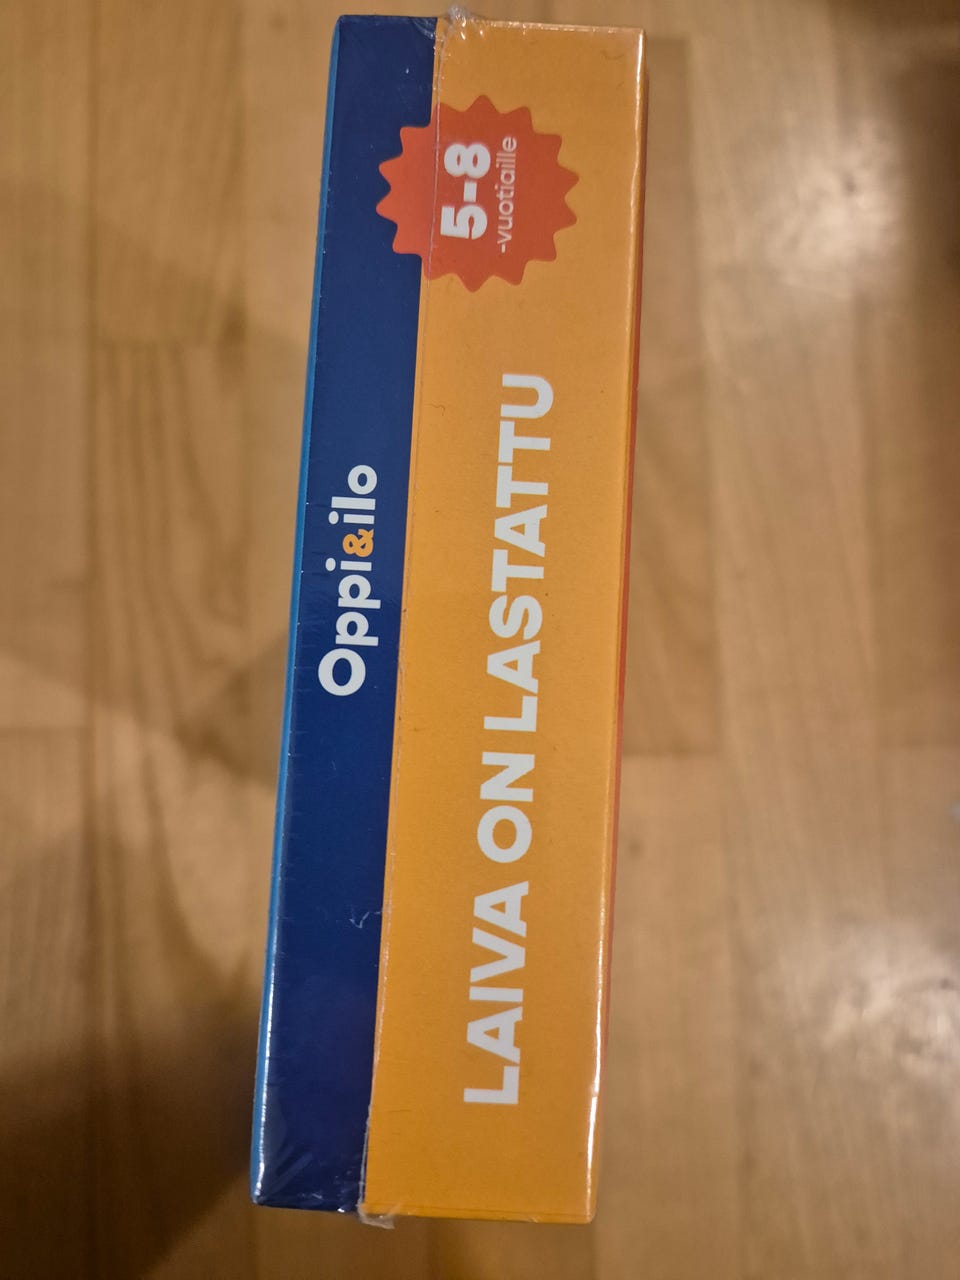 Oppi&ilo
LAIVA ON LASTATTU
5-8
-vuotiaille